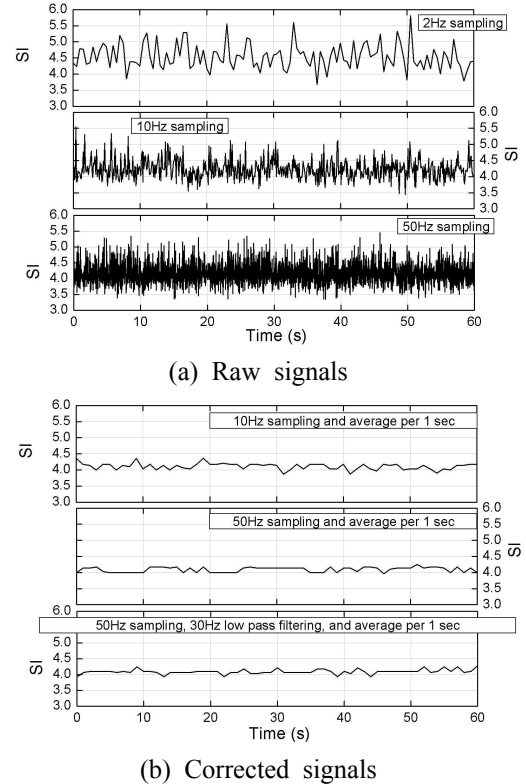 6.0
5.5
5.0
4.5
4.0
3.5
3.0
SI
2Hz sampling
10Hz sampling
6.0
5.5
5.0
4.5
4.0
3.5
3.0
SI
6.0
5.5
5.0
4.5
4.0
3.5
3.0
SI
50Hz sampling
0 10 20 30 40 50 60
Time (s)
(a) Raw signals
6.0
5.5
5.0
4.5
4.0
3.5
3.0
SI
10Hz sampling and average per 1 sec
50Hz sampling and average per 1 sec
6.0
5.5
5.0
4.5
4.0
3.5
3.0
SI
6.0
50Hz sampling, 30Hz low pass filtering, and average per 1 sec
5.0
4.5
4.0
3.5
3.0
SI
0 10 20 30 40 50 60
Time (s)
(b) Corrected signals